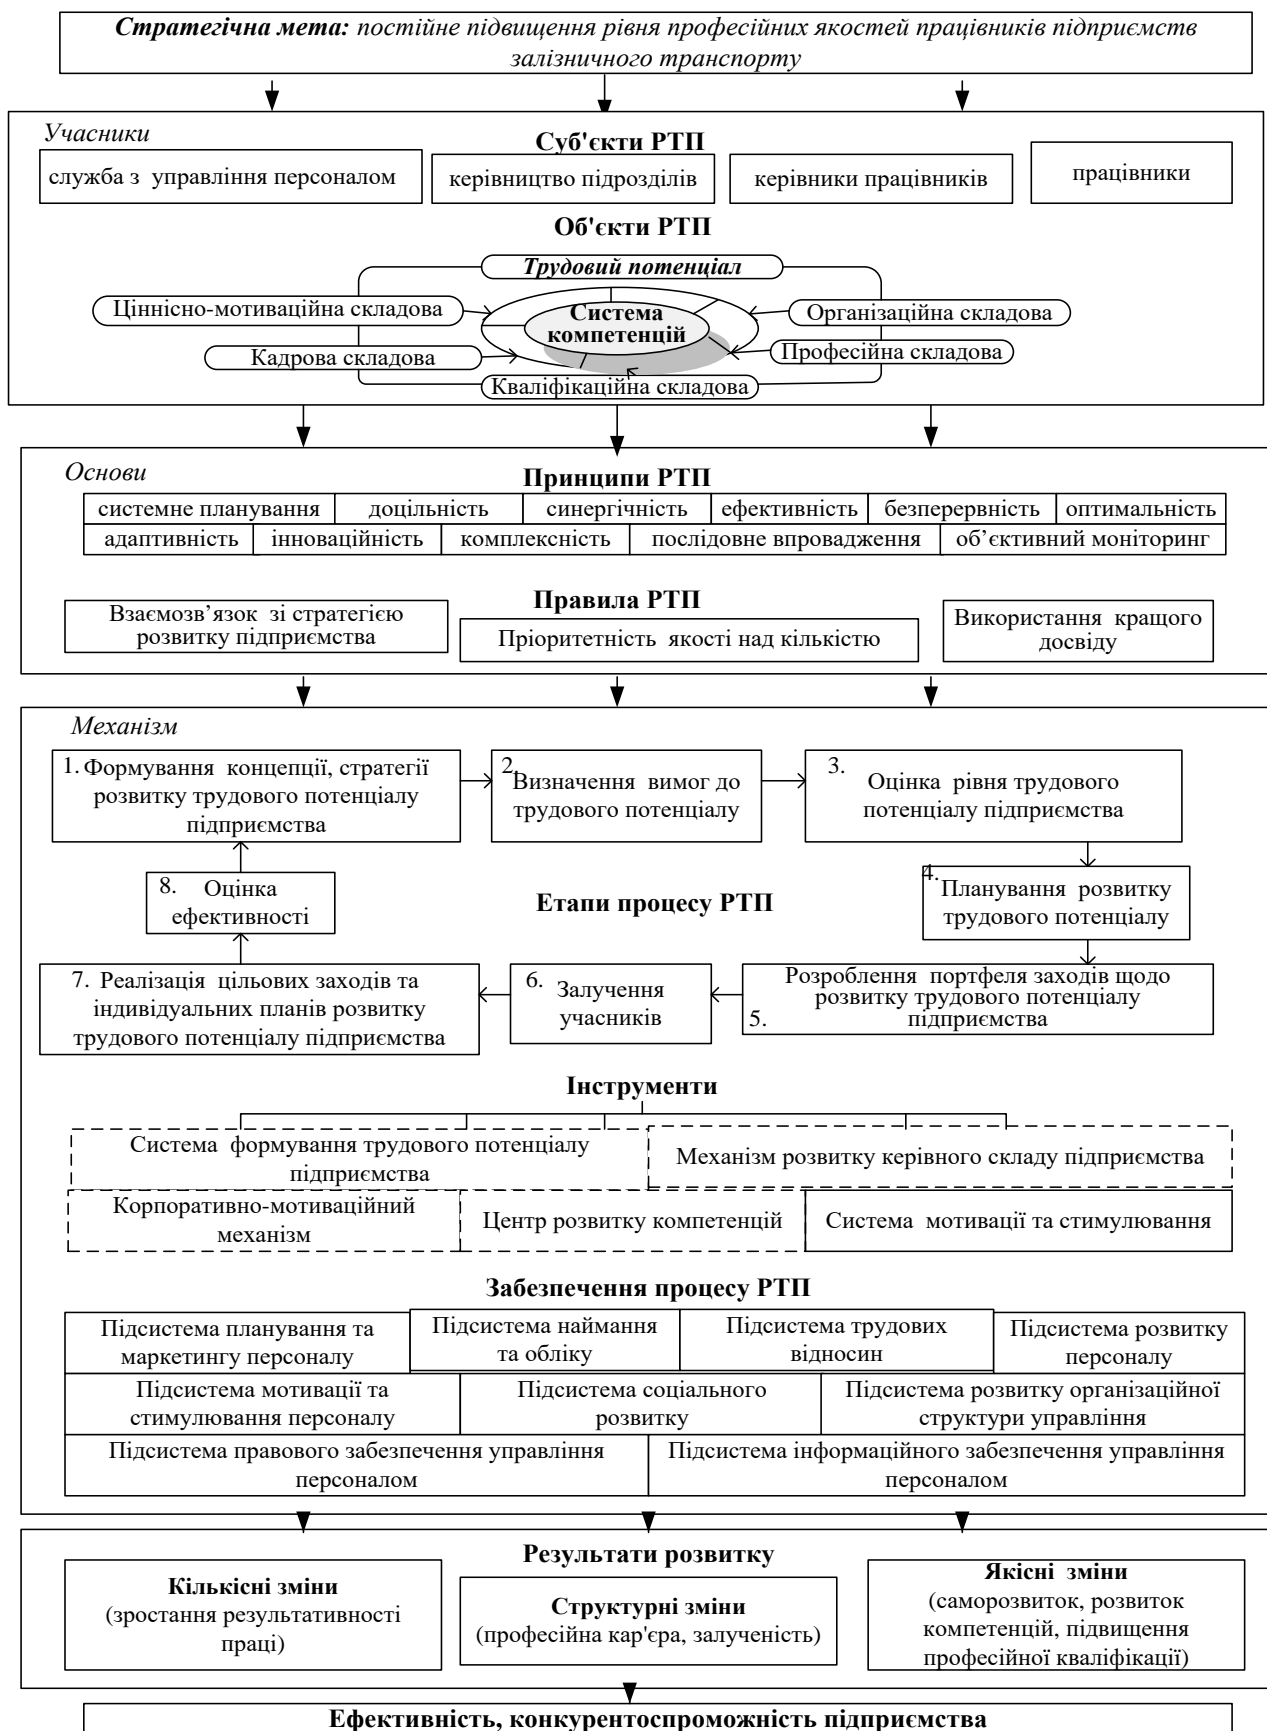 Стратегічна мета: постійне підвищення рівня професійних якостей працівників підприємств
залізничного транспорту
Учасники
Суб'єкти РТП
служба з управління персоналом
керівництво підрозділів
керівники працівників
працівники
Об'єкти РТП
Трудовий потенціал
Ціннісно-мотиваційна складова
Система
компетенцій
Організаційна складова
Кадрова складова
Професійна складова
Кваліфікаційна складова
Основи
Принципи РТП
системне планування
доцільність
синергічність
ефективність
безперервність
оптимальність
адаптивність
інноваційність
комплексність
послідовне впровадження
об’єктивний моніторинг
Правила РТП
Взаємозв’язок зі стратегією
розвитку підприємства
Пріоритетність якості над кількістю
Використання кращого
досвіду
Механізм
1. Формування концепції, стратегії
розвитку трудового потенціалу
підприємства
2. Визначення вимог до
трудового потенціалу
3. Оцінка рівня трудового
потенціалу підприємства
4. Планування розвитку
трудового потенціалу
8. Оцінка
ефективності
Етапи процесу РТП
7. Реалізація цільових заходів та
індивідуальних планів розвитку
трудового потенціалу підприємства
6. Залучення
учасників
Розроблення портфеля заходів щодо
розвитку трудового потенціалу
5. підприємства
Інструменти
Система формування трудового потенціалу
підприємства
Механізм розвитку керівного складу підприємства
Корпоративно-мотиваційний
механізм
Центр розвитку компетенцій
Система мотивації та стимулювання
Забезпечення процесу РТП
Підсистема планування та
маркетингу персоналу
Підсистема наймання
та обліку
Підсистема трудових
відносин
Підсистема розвитку
персоналу
Підсистема мотивації та
стимулювання персоналу
Підсистема соціального
розвитку
Підсистема розвитку організаційної
структури управління
Підсистема правового забезпечення управління
персоналом
Підсистема інформаційного забезпечення управління
персоналом
Результати розвитку
Кількісні зміни
(зростання результативності
праці)
Структурні зміни
(професійна кар'єра, залученість)
Якісні зміни
(саморозвиток, розвиток
компетенцій, підвищення
професійної кваліфікації)
Ефективність, конкурентоспроможність підприємства